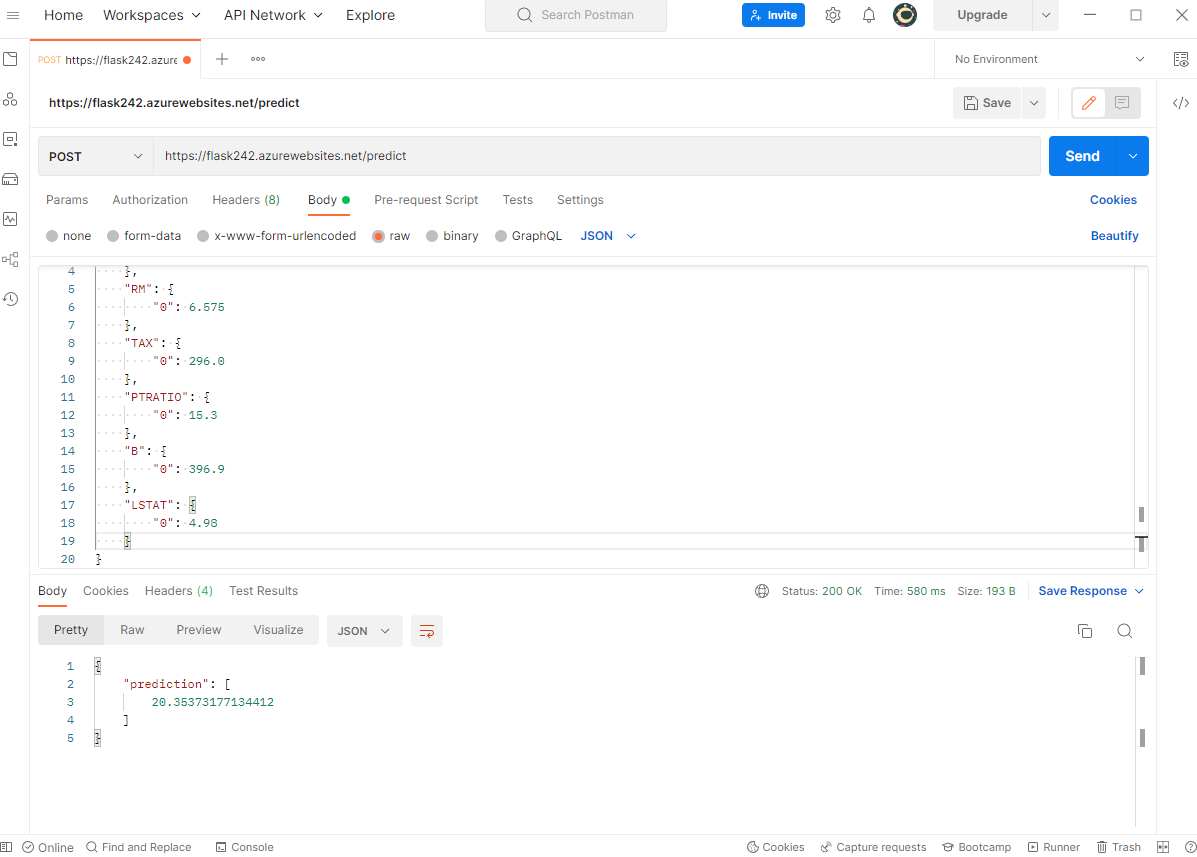 Home Workspaces API Network Explore Search Postman Invite Upgrade
POST https://flask242.azure No Environment
https://flask242.azurewebsites.net/predict Save
POST https://flask242.azurewebsites.net/predict Send
Params Authorization Headers (8) Body Pre-request Script Tests Settings Cookies
none form-data x-www-form-urlencoded raw binary GraphQL JSON Beautify
4 },
5 "RM": {
6 "0": 6.575
7 },
8 "TAX": {
9 "0": 296.0
10 },
11 "PTRATIO": {
12 "0": 15.3
13 },
14 "B": {
15 "0": 396.9
16 },
17 "LSTAT": {
18 "0": 4.98
19 }
20 }
Body Cookies Headers (4) Test Results Status: 200 OK Time: 580 ms Size: 193 B Save Response
Pretty Raw Preview Visualize JSON
1 {
2 "prediction": [
3 20.35373177134412
4 ]
5 }
Online Find and Replace Console Cookies Capture requests Bootcamp Runner Trash